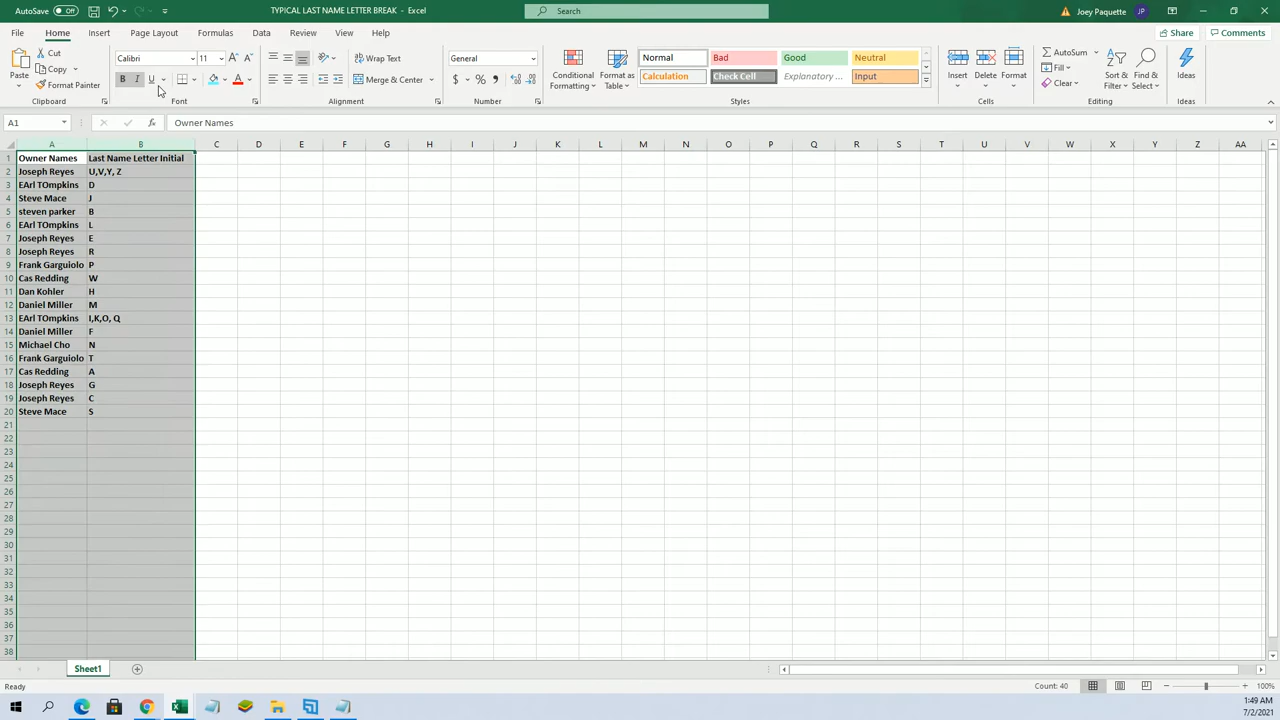 AutoSave Off TYPICAL LAST NAME LETTER BREAK - Excel Search Joey Paquette JP
File Home Insert Page Layout Formulas Data Review View Help Share Comments
Paste Cut Copy Format Painter Clipboard
Calibri 11 B I U Font
Wrap Text Merge & Center Alignment
General $ % Number
Conditional Formatting Format as Table
Normal Bad Good Neutral
Calculation Check Cell Explanatory ... Input
Styles
Insert Delete Format Cells
AutoSum Fill Clear Sort & Filter Find & Select Editing
Ideas Ideas
A1 fx Owner Names
A B C D E F G H I J K L M N O P Q R S T U V W X Y Z AA
1 Owner Names Last Name Letter Initial
2 Joseph Reyes U,V,Y, Z
3 EArl TOmpkins D
4 Steve Mace J
5 steven parker B
6 EArl TOmpkins L
7 Joseph Reyes E
8 Joseph Reyes R
9 Frank Garguiolo P
10 Cas Redding W
11 Dan Kohler H
12 Daniel Miller M
13 EArl TOmpkins I,K,O, Q
14 Daniel Miller F
15 Michael Cho N
16 Frank Garguiolo T
17 Cas Redding A
18 Joseph Reyes G
19 Joseph Reyes C
20 Steve Mace S
21
22
23
24
25
26
27
28
29
30
31
32
33
34
35
36
37
38
Sheet1
Ready Count: 40 100%
1:49 AM
7/2/2021